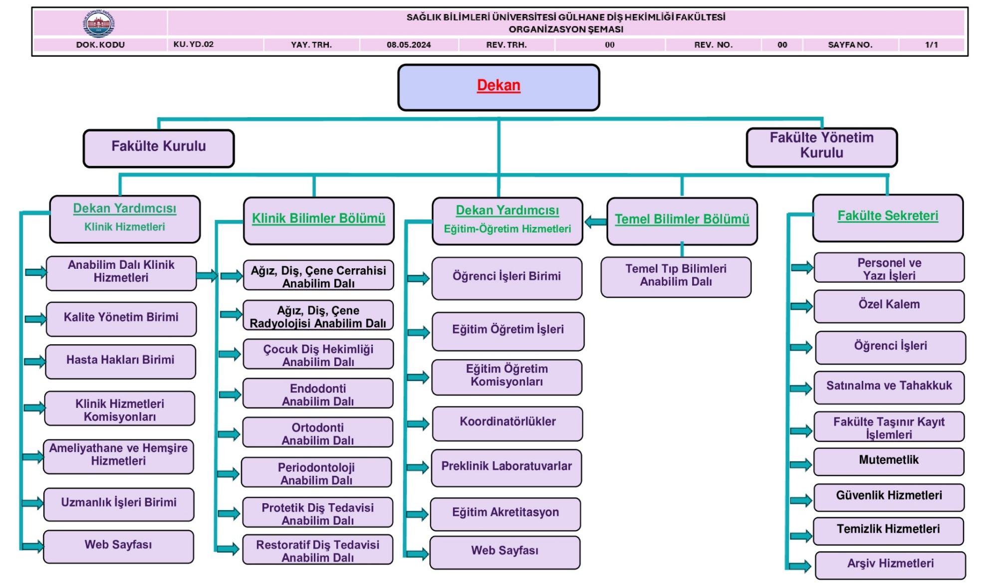 SAĞLIK BİLİMLERİ ÜNİVERSİTESİ
SAĞLIK BİLİMLERİ ÜNİVERSİTESİ GÜLHANE DİŞ HEKİMLİĞİ FAKÜLTESİ
ORGANİZASYON ŞEMASI
DOK. KODU KU. YD.02 YAY. TRH. 08.05.2024 REV. TRH. 00 REV. NO. 00 SAYFA NO. 1/1
Dekan
Fakülte Kurulu
Fakülte Yönetim
Kurulu
Dekan Yardımcısı
Klinik Hizmetleri
Anabilim Dalı Klinik
Hizmetleri
Kalite Yönetim Birimi
Hasta Hakları Birimi
Klinik Hizmetleri
Komisyonları
Ameliyathane ve Hemşire
Hizmetleri
Uzmanlık İşleri Birimi
Web Sayfası
Klinik Bilimler Bölümü
Ağız, Diş, Çene Cerrahisi
Anabilim Dalı
Ağız, Diş, Çene
Radyolojisi Anabilim Dalı
Çocuk Diş Hekimliği
Anabilim Dalı
Endodonti
Anabilim Dalı
Ortodonti
Anabilim Dalı
Periodontoloji
Anabilim Dalı
Protetik Diş Tedavisi
Anabilim Dalı
Restoratif Diş Tedavisi
Anabilim Dalı
Dekan Yardımcısı
Eğitim-Öğretim Hizmetleri
Öğrenci İşleri Birimi
Eğitim Öğretim İşleri
Eğitim Öğretim
Komisyonları
Koordinatörlükler
Preklinik Laboratuvarlar
Eğitim Akretitasyon
Web Sayfası
Temel Bilimler Bölümü
Temel Tıp Bilimleri
Anabilim Dalı
Fakülte Sekreteri
Personel ve
Yazı İşleri
Özel Kalem
Öğrenci İşleri
Satınalma ve Tahakkuk
Fakülte Taşınır Kayıt
İşlemleri
Mutemetlik
Güvenlik Hizmetleri
Temizlik Hizmetleri
Arşiv Hizmetleri